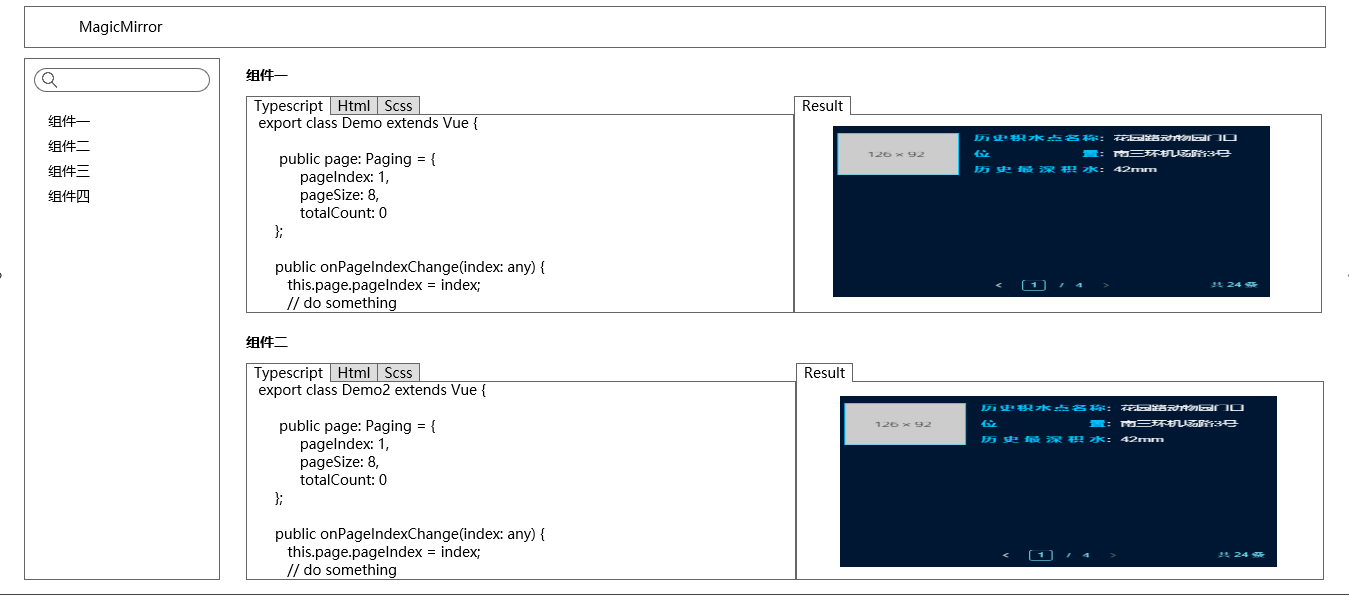 MagicMirror
组件一
组件二
组件三
组件四
组件一
Typescript Html Scss
export class Demo extends Vue {
public page: Paging = {
pageIndex: 1,
pageSize: 8,
totalCount: 0
};
public onPageIndexChange(index: any) {
this.page.pageIndex = index;
// do something
Result
126 × 92
历史积水点名称: 花园路动物园门口
位 置: 南三环机场路3号
历史最深积水: 42mm
< 1 / 4 > 共 24 条
组件二
Typescript Html Scss
export class Demo2 extends Vue {
public page: Paging = {
pageIndex: 1,
pageSize: 8,
totalCount: 0
};
public onPageIndexChange(index: any) {
this.page.pageIndex = index;
// do something
Result
126 × 92
历史积水点名称: 花园路动物园门口
位 置: 南三环机场路3号
历史最深积水: 42mm
< 1 / 4 > 共 24 条